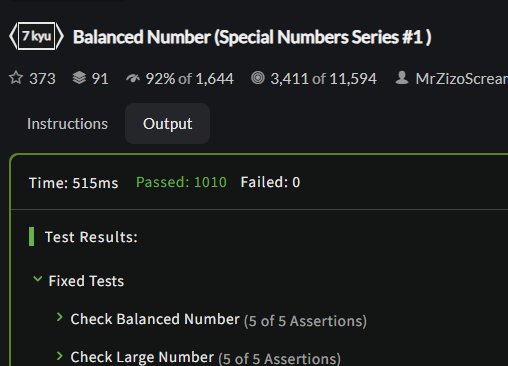 7 kyu Balanced Number (Special Numbers Series #1 )
373 91 92% of 1,644 3,411 of 11,594 MrZizoScrear
Instructions Output
Time: 515ms Passed: 1010 Failed: 0
Test Results:
Fixed Tests
Check Balanced Number (5 of 5 Assertions)
Check Large Number (5 of 5 Assertions)